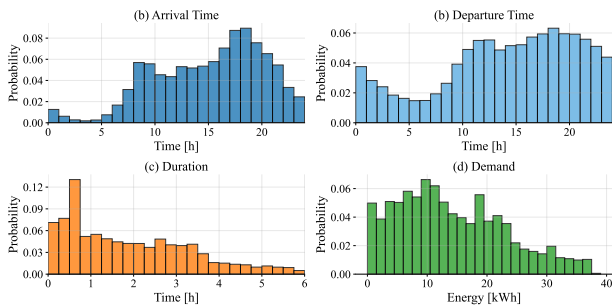 (b) Arrival Time
Probability
0.08
0.06
0.04
0.02
0.00
0 5 10 15 20
Time [h]
(b) Departure Time
Probability
0.06
0.04
0.02
0.00
0 5 10 15 20
Time [h]
(c) Duration
Probability
0.12
0.09
0.06
0.03
0.00
0 1 2 3 4 5 6
Time [h]
(d) Demand
Probability
0.06
0.04
0.02
0.00
0 10 20 30 40
Energy [kWh]